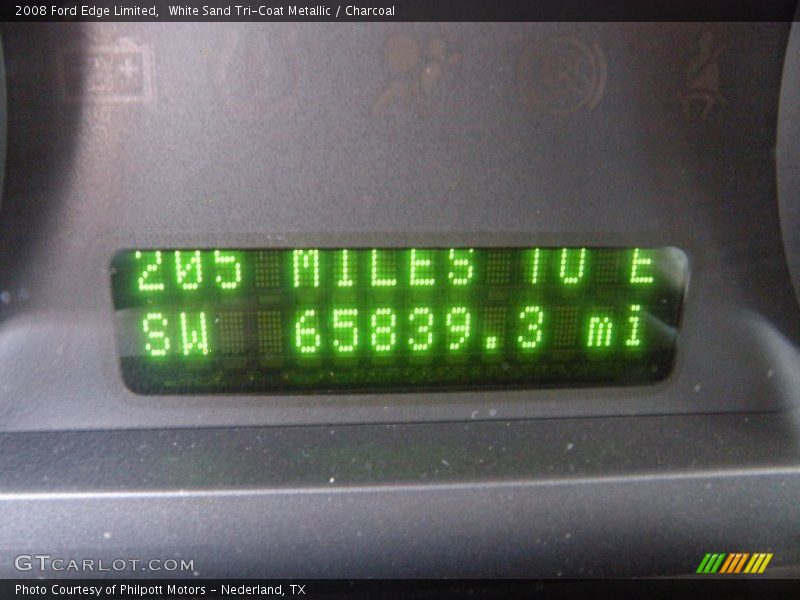 2008 Ford Edge Limited, White Sand Tri-Coat Metallic / Charcoal
205 MILES TO E
SW 65839.3 mi
GTCARLOT.COM
Photo Courtesy of Philpott Motors - Nederland, TX